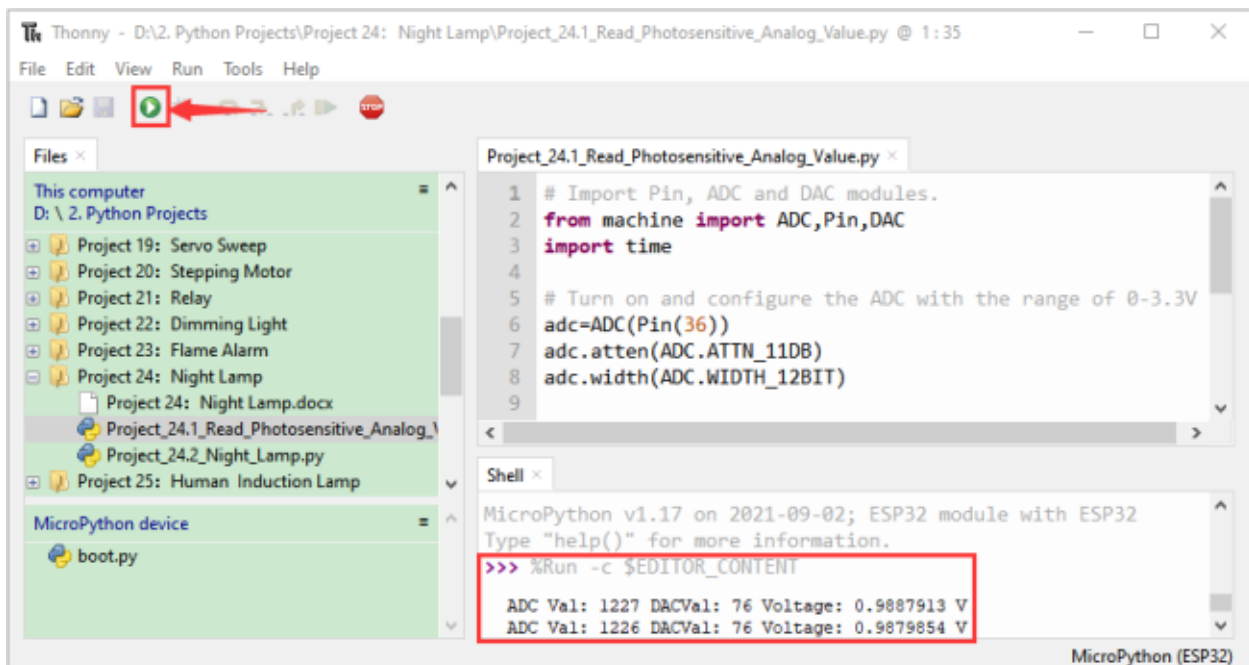 Thonny - D:\2. Python Projects\Project 24: Night Lamp\Project_24.1_Read_Photosensitive_Analog_Value.py @ 1:35
File Edit View Run Tools Help
STOP
Files
This computer
D: \ 2. Python Projects
Project 19: Servo Sweep
Project 20: Stepping Motor
Project 21: Relay
Project 22: Dimming Light
Project 23: Flame Alarm
Project 24: Night Lamp
Project 24: Night Lamp.docx
Project_24.1_Read_Photosensitive_Analog_\
Project_24.2_Night_Lamp.py
Project 25: Human Induction Lamp
MicroPython device
boot.py
Project_24.1_Read_Photosensitive_Analog_Value.py
1 # Import Pin, ADC and DAC modules.
2 from machine import ADC,Pin,DAC
3 import time
4
5 # Turn on and configure the ADC with the range of 0-3.3V
6 adc=ADC(Pin(36))
7 adc.atten(ADC.ATTN_11DB)
8 adc.width(ADC.WIDTH_12BIT)
9
Shell
MicroPython v1.17 on 2021-09-02; ESP32 module with ESP32
Type "help()" for more information.
>>> %Run -c $EDITOR_CONTENT
ADC Val: 1227 DACVal: 76 Voltage: 0.9887913 V
ADC Val: 1226 DACVal: 76 Voltage: 0.9879854 V
MicroPython (ESP32)